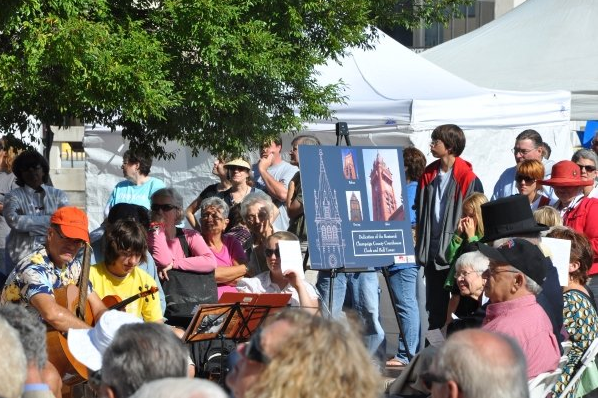 Dedication of the Restored
Champaign County Courthouse
Clock and Bell Tower